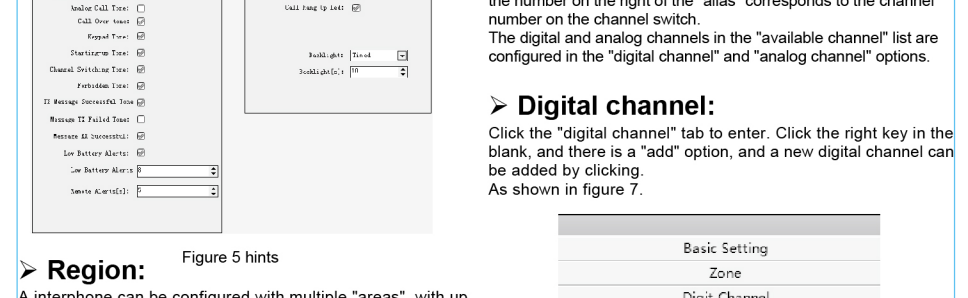 Analog Call Tone:
Call Over tone:
Keypad Tone:
Starting-up Tone:
Channel Switching Tone:
Forbidden Tone:
TX Message Successful Tone
Message TX Failed Tone:
Message RX Successful:
Low Battery Alerts:
Low Battery Alerts 8
Remote Alerts[s]: 5
Call Hang Up Led:
Backlight: Timed
Backlight[s]: 10
Figure 5 hints
➢ Region:
A interphone can be configured with multiple "areas", with up
the number on the right of the "alias" corresponds to the channel
number on the channel switch.
The digital and analog channels in the "available channel" list are
configured in the "digital channel" and "analog channel" options.
➢ Digital channel:
Click the "digital channel" tab to enter. Click the right key in the
blank, and there is a "add" option, and a new digital channel can
be added by clicking.
As shown in figure 7.
Basic Setting
Zone
Digit Channel